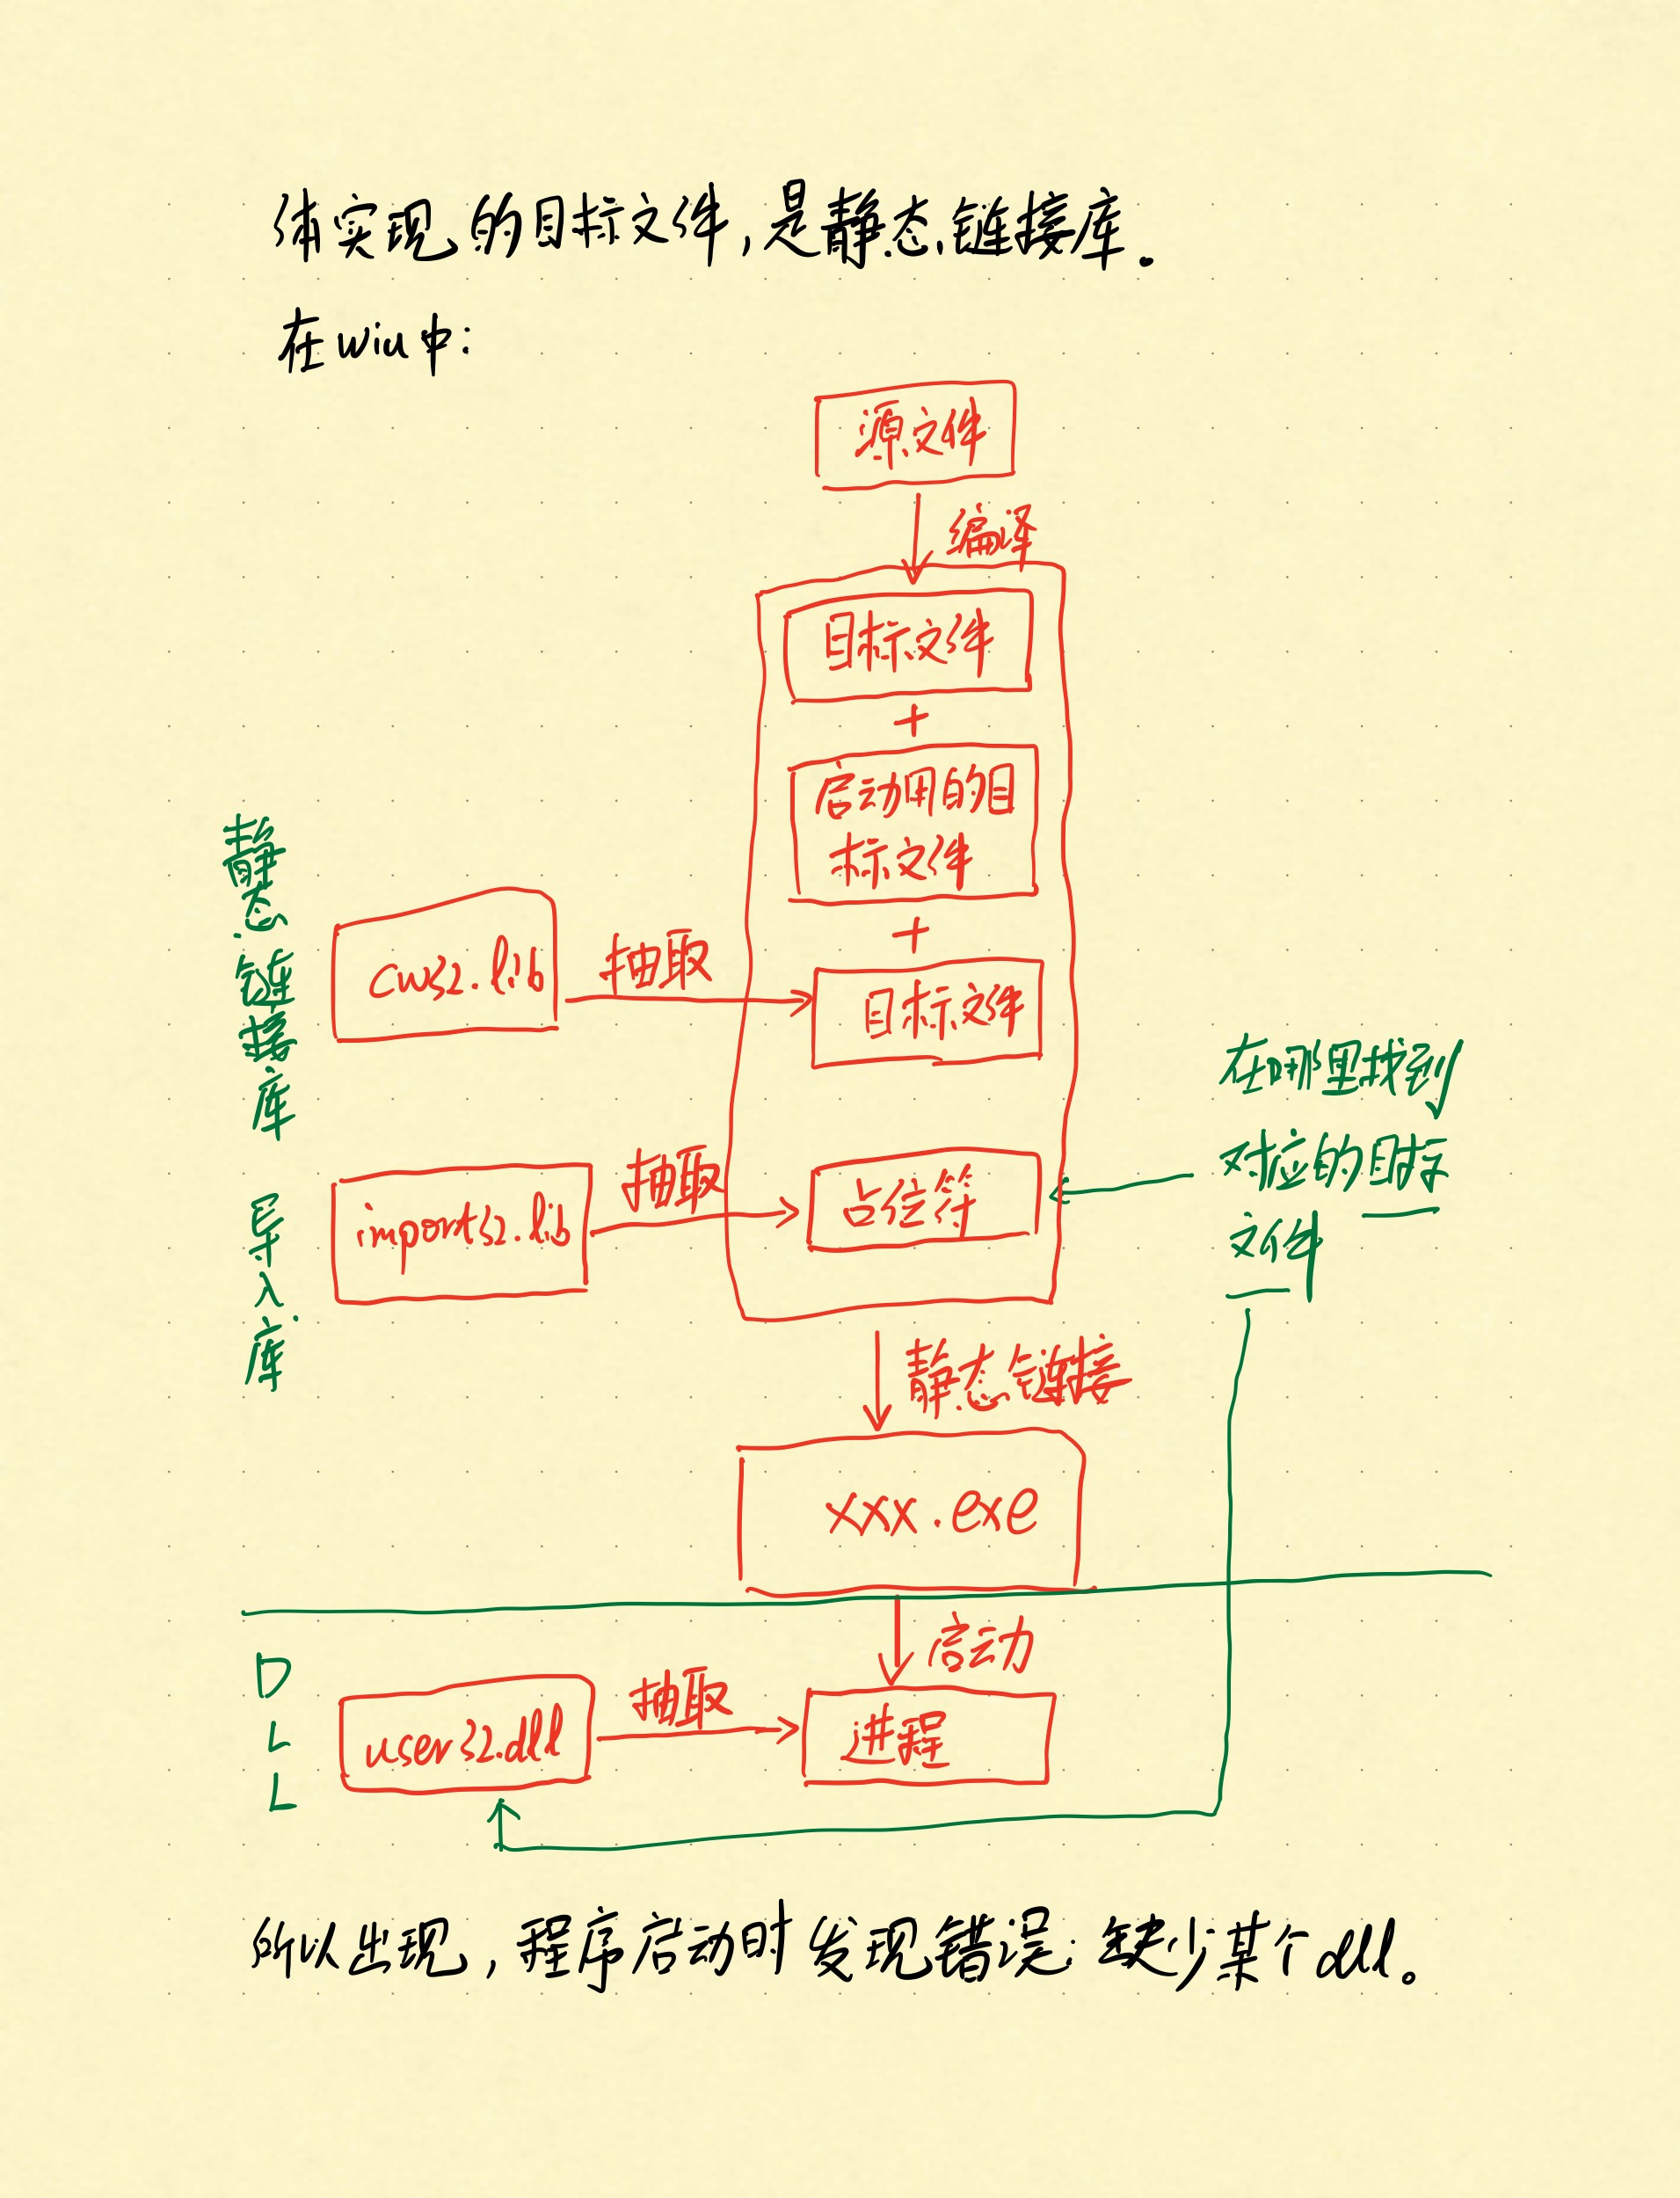 体实现的目标文件,是静态链接库.
在win中:
源文件
编译
目标文件
+
启动用的目
标文件
+
静态链接库
cw32.lib
抽取
目标文件
在哪里找到
对应的目标
文件
导入库
import32.lib
抽取
占位符
静态链接
xxx.exe
启动
DLL
user32.dll
抽取
进程
所以出现,程序启动时发现错误:缺少某个dll。